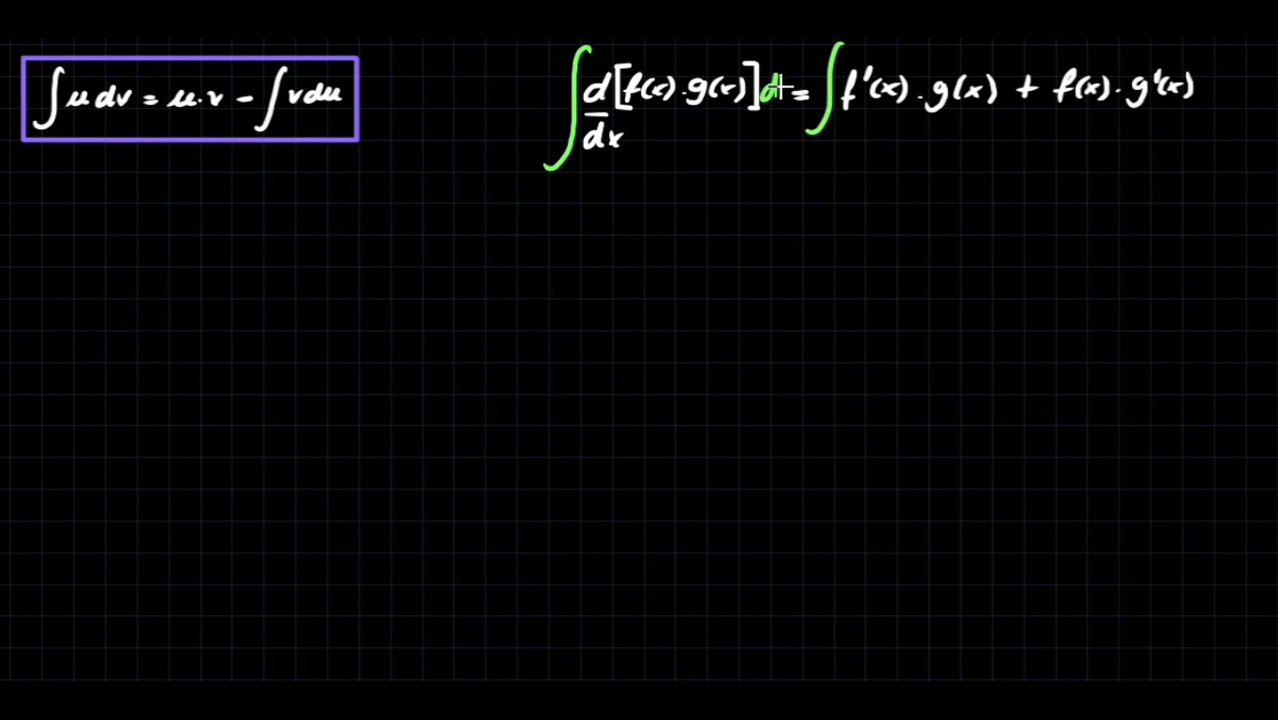 ∫u dv = u·v − ∫v du
∫ d/dx [f(x)·g(x)] d = ∫ f'(x)·g(x) + f(x)·g'(x)